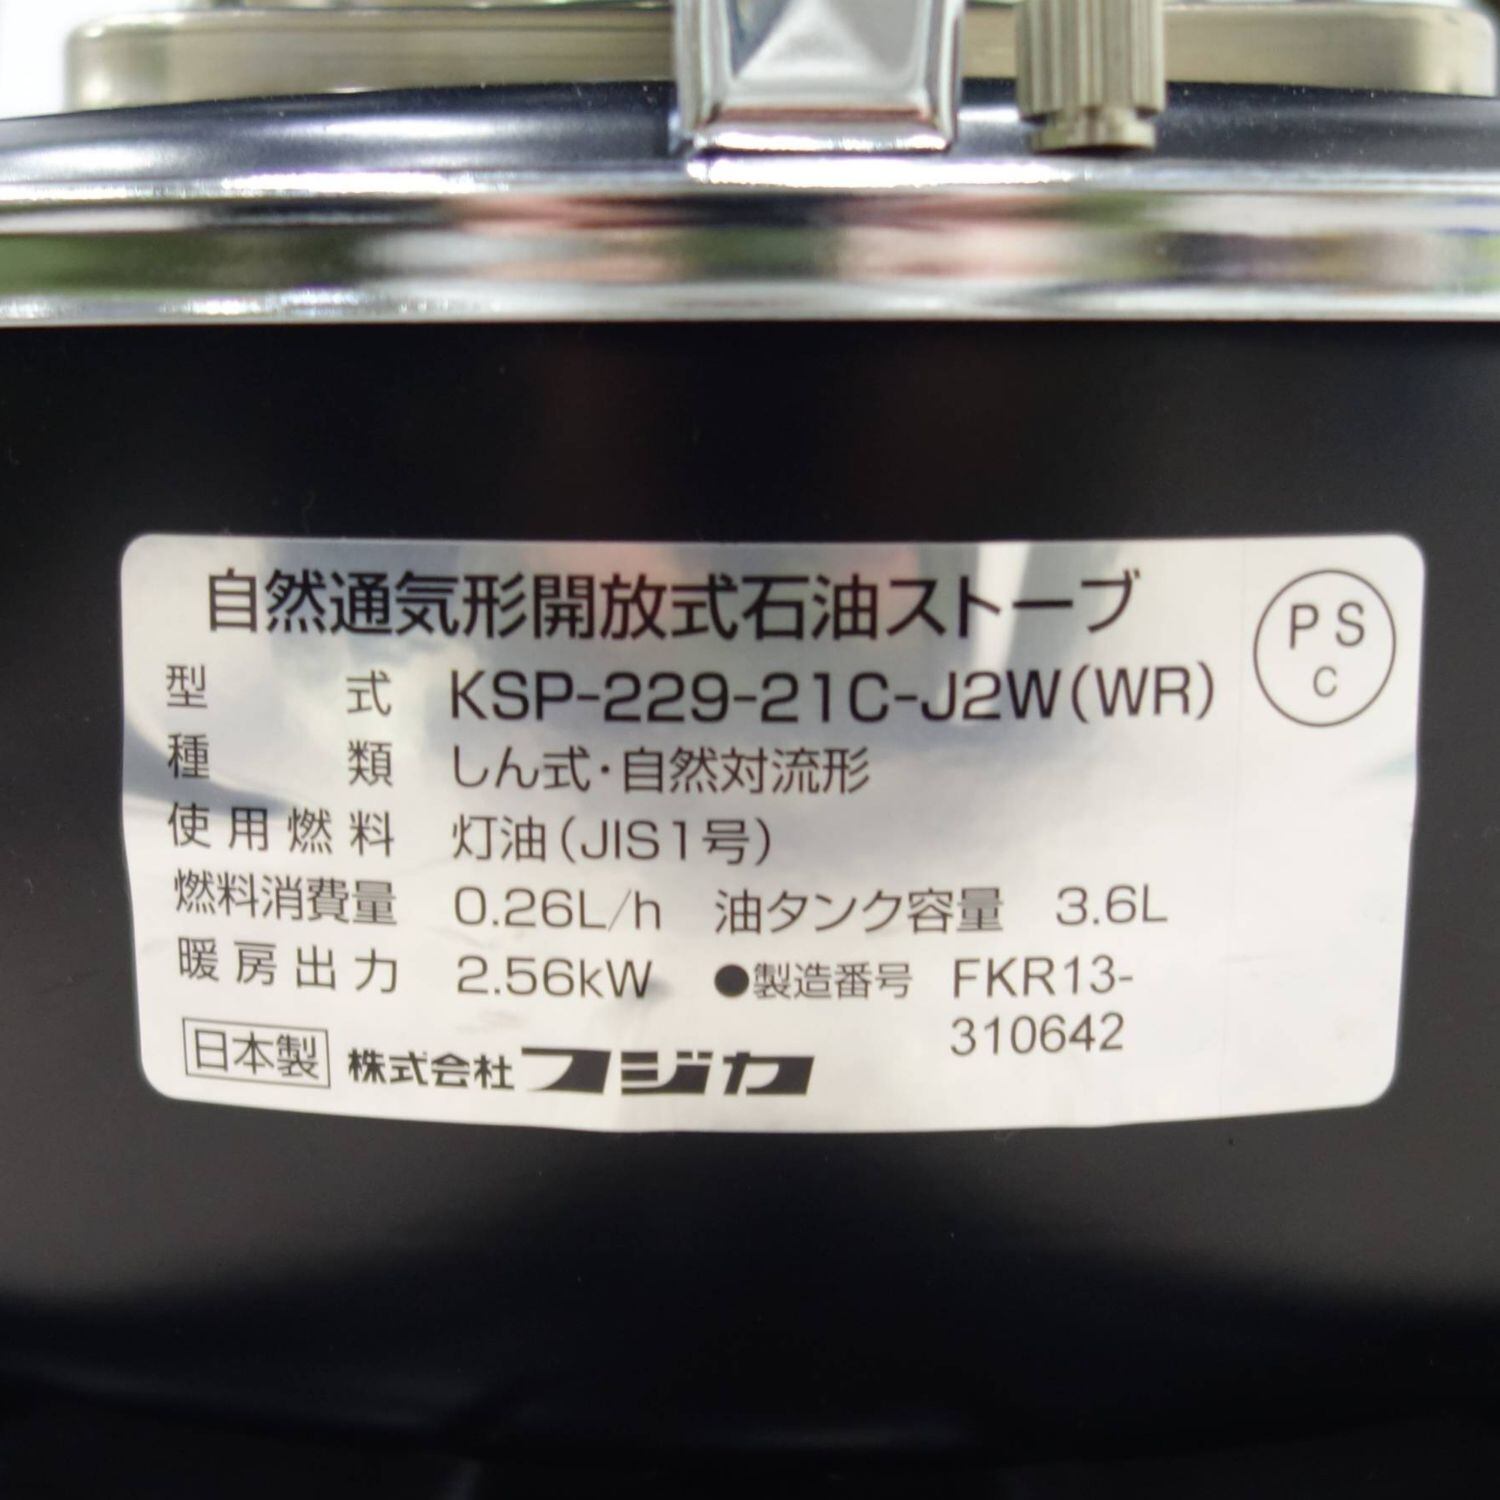 自然通気形開放式石油ストーブ
PS
C
型式 KSP-229-21C-J2W(WR)
種類 しん式・自然対流形
使用燃料 灯油(JIS1号)
燃料消費量 0.26L/h 油タンク容量 3.6L
暖房出力 2.56kW ●製造番号 FKR13-
310642
日本製 株式会社フジカ